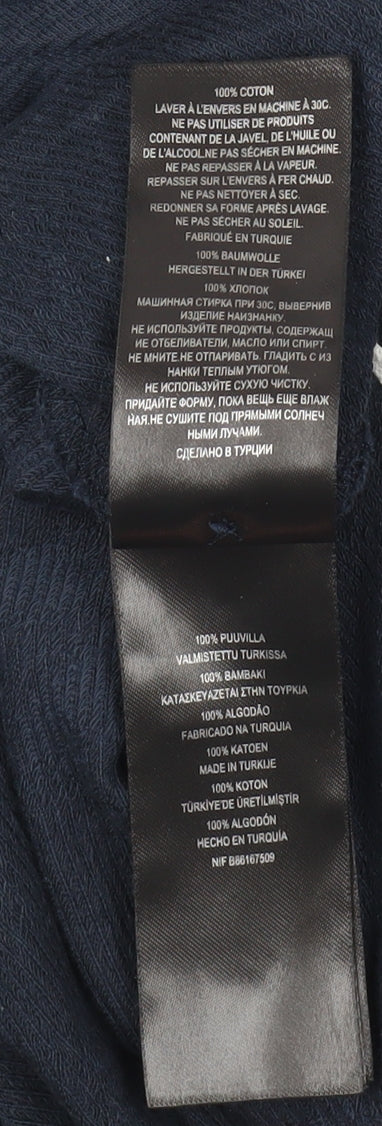 100% COTON
LAVER À L'ENVERS EN MACHINE À 30C.
NE PAS UTILISER DE PRODUITS
CONTENANT DE LA JAVEL, DE L'HUILE OU
DE L'ALCOOL.NE PAS SÉCHER EN MACHINE.
NE PAS REPASSER À LA VAPEUR.
REPASSER SUR L'ENVERS À FER CHAUD.
NE PAS NETTOYER À SEC.
REDONNER SA FORME APRÈS LAVAGE.
NE PAS SÉCHER AU SOLEIL.
FABRIQUÉ EN TURQUIE
100% BAUMWOLLE
HERGESTELLT IN DER TÜRKEI
100% ХЛОПОК
МАШИННАЯ СТИРКА ПРИ 30C, ВЫВЕРНИВ
ИЗДЕЛИЕ НАИЗНАНКУ.
НЕ ИСПОЛЬЗУЙТЕ ПРОДУКТЫ, СОДЕРЖАЩ
ИЕ ОТБЕЛИВАТЕЛИ, МАСЛО ИЛИ СПИРТ.
НЕ МНИТЕ.НЕ ОТПАРИВАТЬ. ГЛАДИТЬ С ИЗ
НАНКИ ТЕПЛЫМ УТЮГОМ.
НЕ ИСПОЛЬЗУЙТЕ СУХУЮ ЧИСТКУ.
ПРИДАЙТЕ ФОРМУ, ПОКА ВЕЩЬ ЕЩЕ ВЛАЖ
НАЯ.НЕ СУШИТЕ ПОД ПРЯМЫМИ СОЛНЕЧ
НЫМИ ЛУЧАМИ.
СДЕЛАНО В ТУРЦИИ
100% PUUVILLA
VALMISTETTU TURKISSA
100% ΒΑΜΒΑΚΙ
ΚΑΤΑΣΚΕΥΑΖΕΤΑΙ ΣΤΗΝ ΤΟΥΡΚΙΑ
100% ALGODÃO
FABRICADO NA TURQUIA
100% KATOEN
MADE IN TURKIJE
100% KOTON
TÜRKİYE'DE ÜRETİLMİŞTİR
100% ALGODÓN
HECHO EN TURQUÍA
NIF B86167509